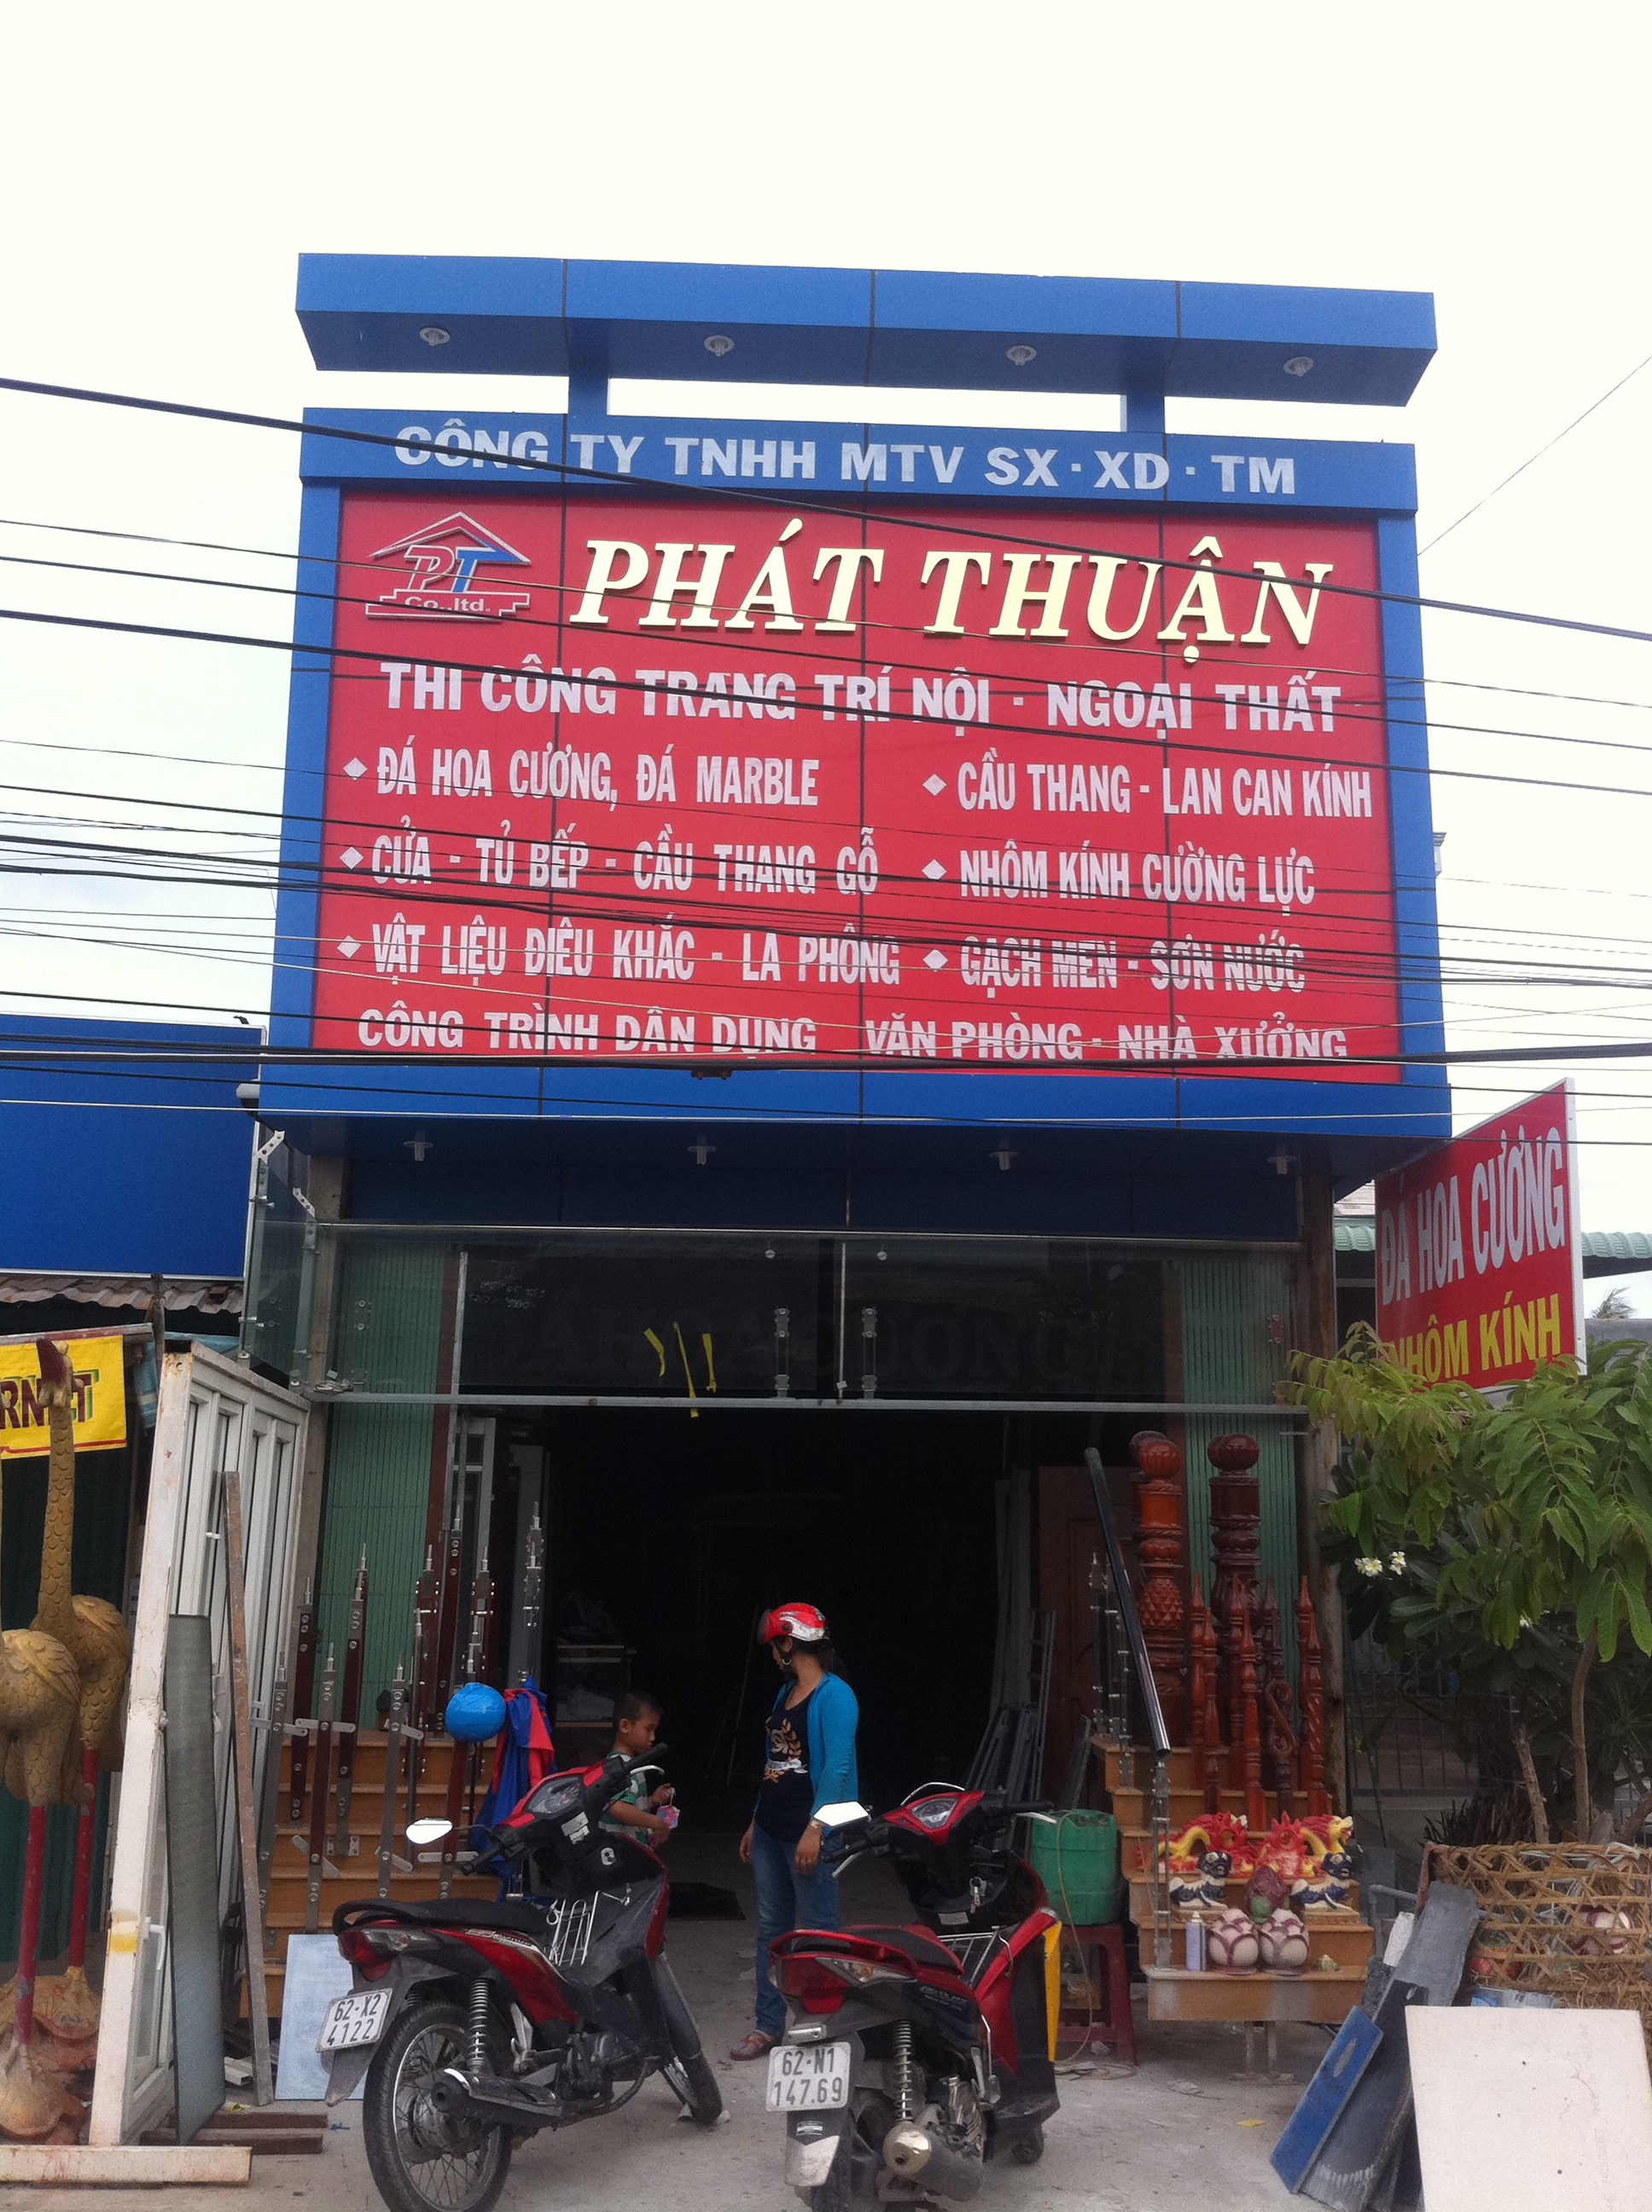 CÔNG TY TNHH MTV SX · XD · TM
PT
Co.,ltd.
PHÁT THUẬN
THI CÔNG TRANG TRÍ NỘI - NGOẠI THẤT
ĐÁ HOA CƯƠNG, ĐÁ MARBLE
CẦU THANG - LAN CAN KÍNH
CỬA - TỦ BẾP - CẦU THANG GỖ
NHÔM KÍNH CƯỜNG LỰC
VẬT LIỆU ĐIÊU KHẮC - LA PHÔNG
GẠCH MEN - SƠN NƯỚC
CÔNG TRÌNH DÂN DỤNG VĂN PHÒNG - NHÀ XƯỞNG
ĐÁ HOA CƯƠNG
NHÔM KÍNH
62-X2
4122
62-N1
147.69